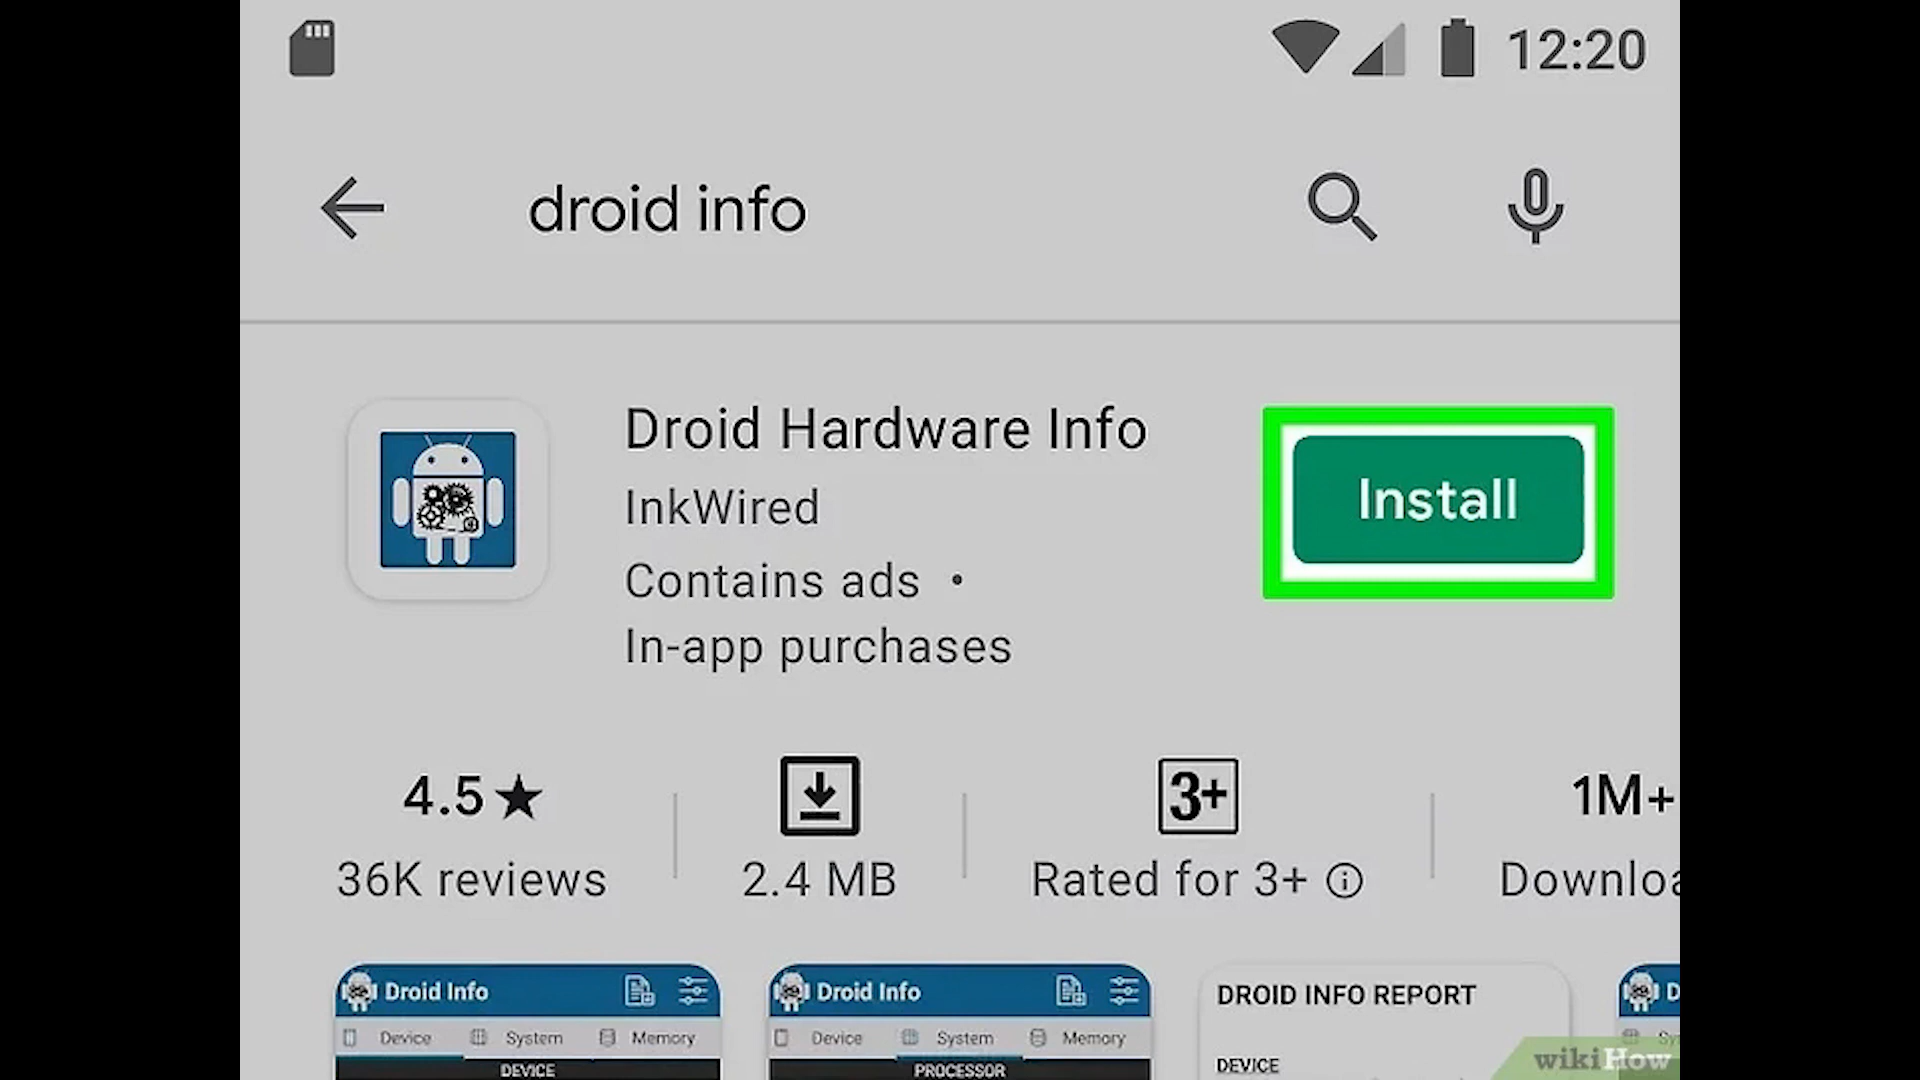 12:20
droid info
Droid Hardware Info
InkWired
Contains ads •
In-app purchases
Install
4.5★
36K reviews
2.4 MB
3+
Rated for 3+
1M+
Downloa
Droid Info
Device System Memory
DEVICE
Droid Info
Device System Memory
PROCESSOR
DROID INFO REPORT
DEVICE
D
Sy
wikiHow